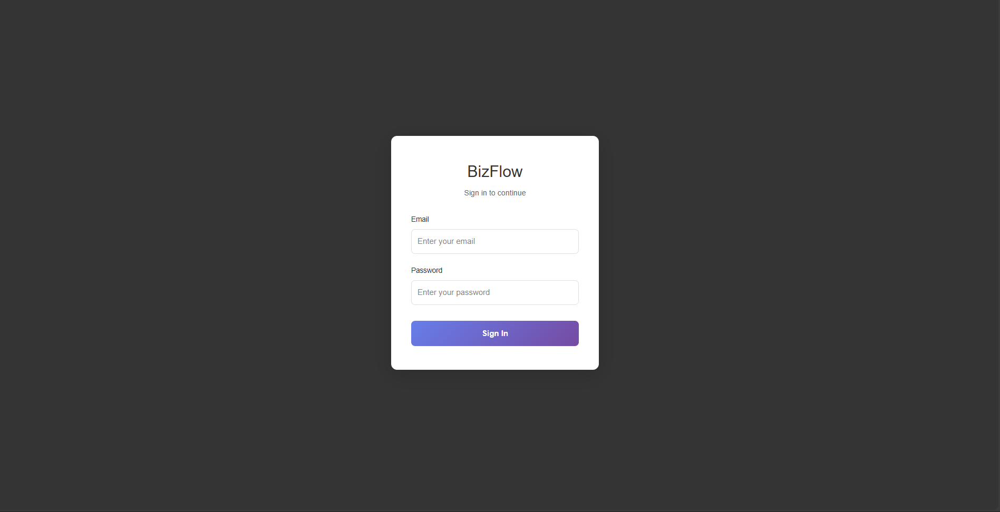 BizFlow
Sign in to continue
Email
Enter your email
Password
Enter your password
Sign In